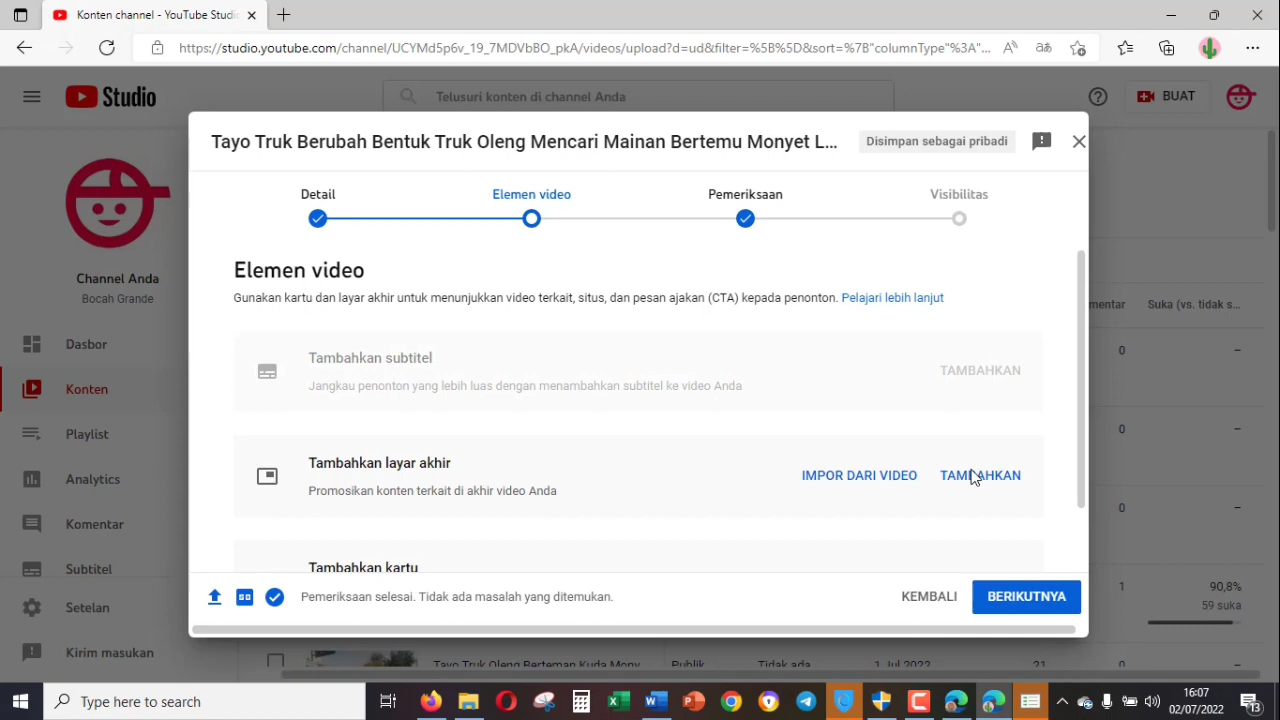 Konten channel - YouTube Studi
https://studio.youtube.com/channel/UCYMd5p6v_19_7MDVbBO_pkA/videos/upload?d=ud&filter=%5B%5D&sort=%7B"columnType"%3A"...
Studio
Telusuri konten di channel Anda
BUAT
Tayo Truk Berubah Bentuk Truk Oleng Mencari Mainan Bertemu Monyet L...
Disimpan sebagai pribadi
Detail
Elemen video
Pemeriksaan
Visibilitas
Elemen video
Gunakan kartu dan layar akhir untuk menunjukkan video terkait, situs, dan pesan ajakan (CTA) kepada penonton. Pelajari lebih lanjut
Tambahkan subtitel
Jangkau penonton yang lebih luas dengan menambahkan subtitel ke video Anda
TAMBAHKAN
Tambahkan layar akhir
Promosikan konten terkait di akhir video Anda
IMPOR DARI VIDEO
TAMBAHKAN
Tambahkan kartu
Pemeriksaan selesai. Tidak ada masalah yang ditemukan.
KEMBALI
BERIKUTNYA
Channel Anda
Bocah Grande
Dasbor
Konten
Playlist
Analytics
Komentar
Subtitel
Setelan
Kirim masukan
mentar
Suka (vs. tidak s...
0
–
0
–
0
–
1
90,8%
59 suka
Tayo Truk Oleng Berteman Kuda Mony
Publik
Tidak ada
1 Jul 2022
21
0
–
Type here to search
16:07
02/07/2022
13